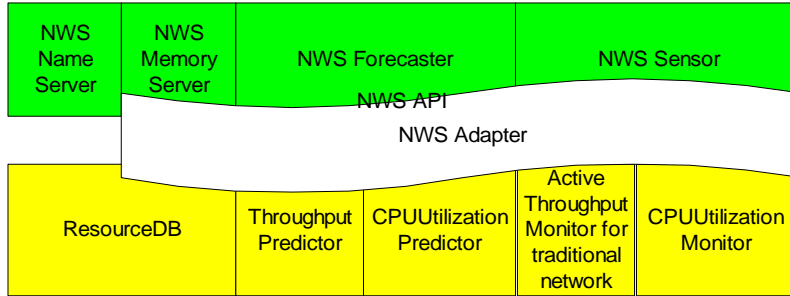 NWS
Name
Server
NWS
Memory
Server
NWS Forecaster
NWS Sensor
NWS API
NWS Adapter
ResourceDB
Throughput
Predictor
CPUUtilization
Predictor
Active
Throughput
Monitor for
traditional
network
CPUUtilization
Monitor